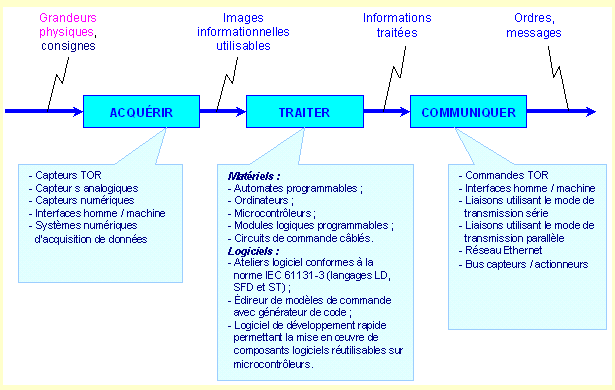 Grandeurs
physiques,
consignes
Images
informationnelles
utilisables
Informations
traitées
Ordres,
messages
ACQUÉRIR
TRAITER
COMMUNIQUER
- Capteurs TOR
- Capteur s analogiques
- Capteurs numériques
- Interfaces homme / machine
- Systèmes numériques
d'acquisition de données
Matériels :
- Automates programmables ;
- Ordinateurs ;
- Microcontrôleurs ;
- Modules logiques programmables ;
- Circuits de commande câblés.
Logiciels :
- Ateliers logiciel conformes à la
norme IEC 61131-3 (langages LD,
SFD et ST) ;
- Édireur de modèles de commande
avec générateur de code ;
- Logiciel de développement rapide
permettant la mise en œuvre de
composants logiciels réutilisables sur
microcontrôleurs.
- Commandes TOR
- Interfaces homme / machine
- Liaisons utilisant le mode de
transmission série
- Liaisons utilisant le mode de
transmission parallèle
- Réseau Ethernet
- Bus capteurs / actionneurs